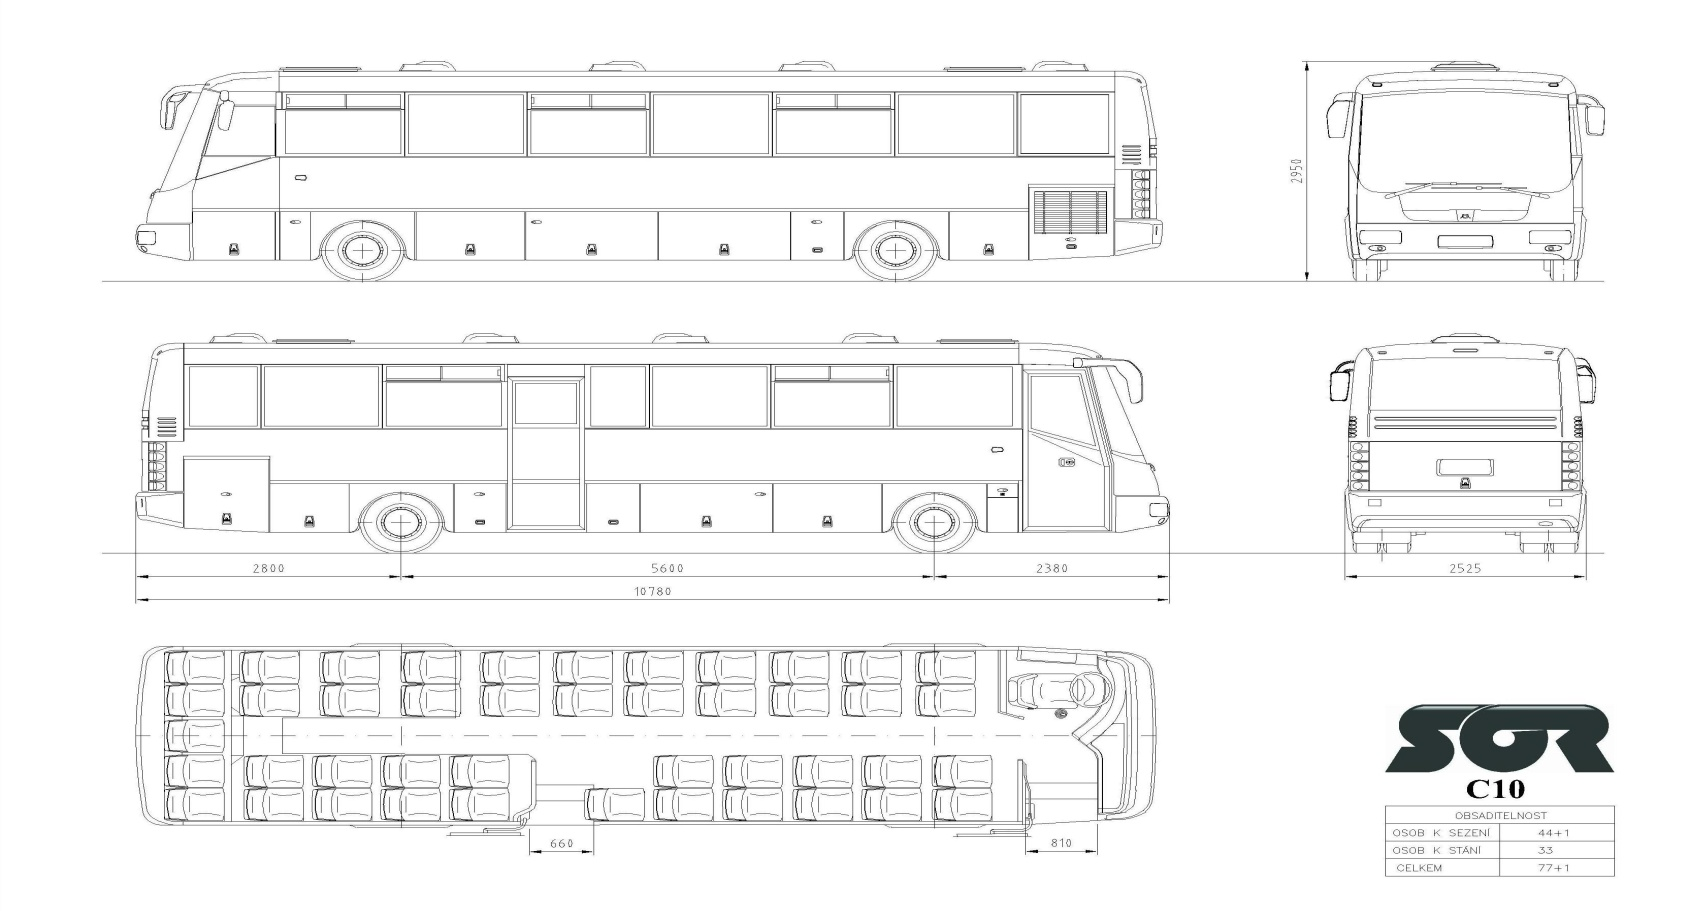 2950
2800
5600
2380
2525
10780
SOR
C10
OBSADITELNOST
OSOB K SEZENÍ 44+1
OSOB K STÁNÍ 33
CELKEM 77+1
660
810